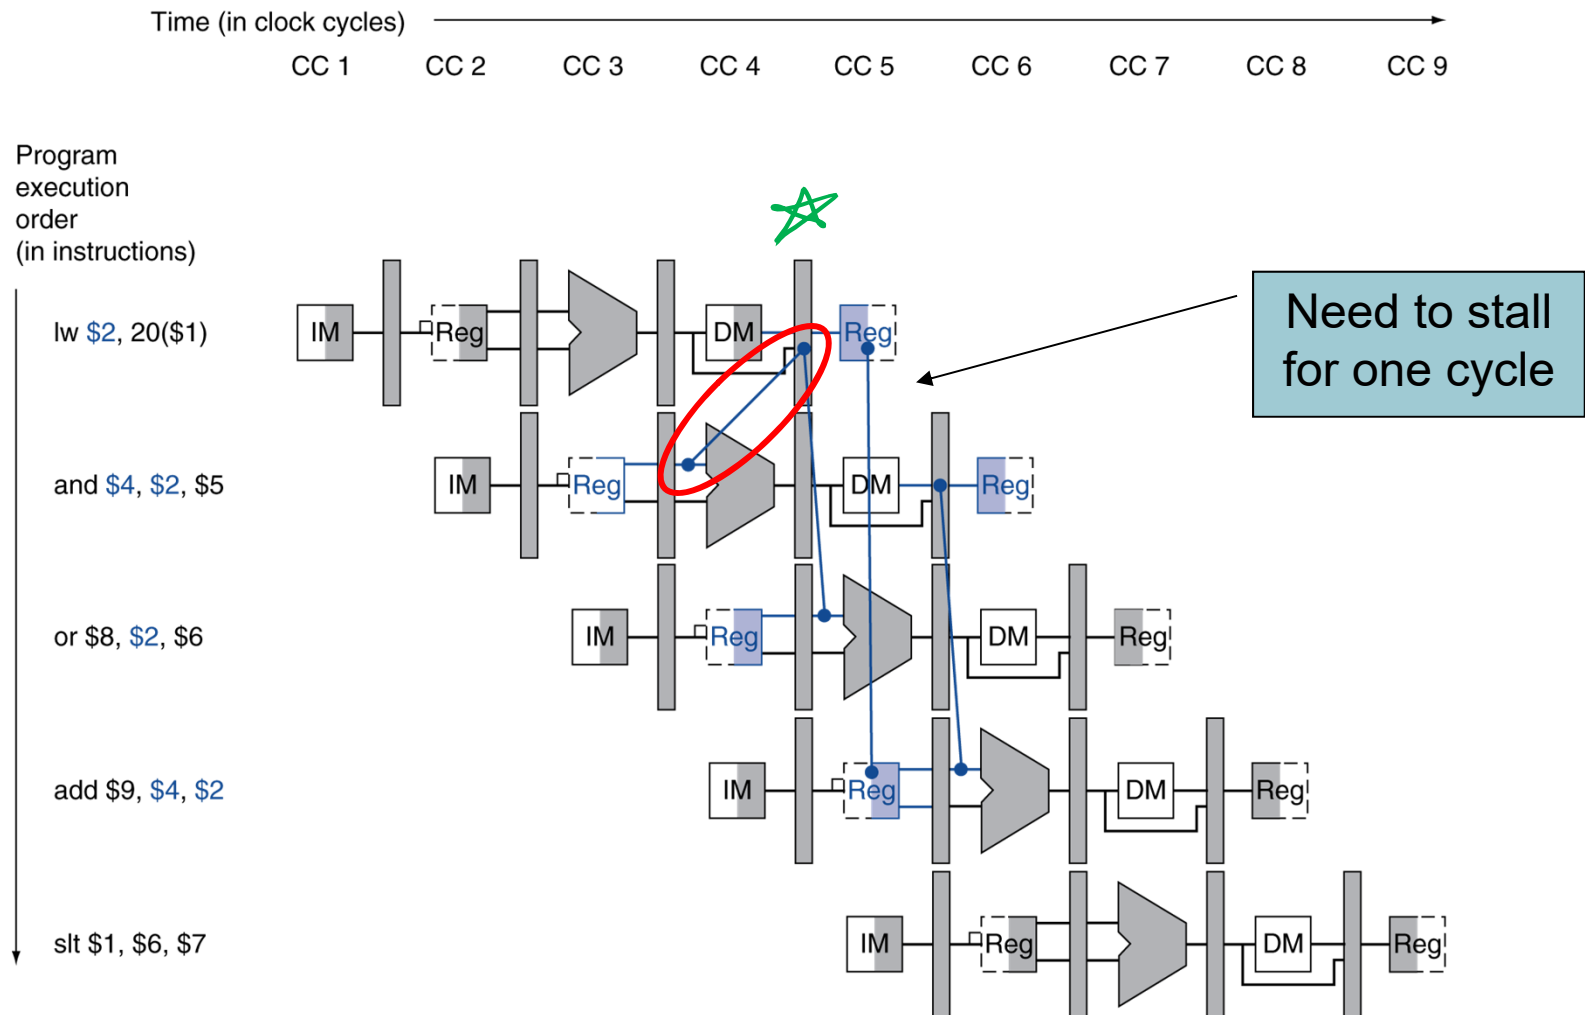 Time (in clock cycles)
CC 1 CC 2 CC 3 CC 4 CC 5 CC 6 CC 7 CC 8 CC 9
Program
execution
order
(in instructions)
lw $2, 20($1)
IM Reg DM Reg
Need to stall
for one cycle
and $4, $2, $5
IM Reg DM Reg
or $8, $2, $6
IM Reg DM Reg
add $9, $4, $2
IM Reg DM Reg
slt $1, $6, $7
IM Reg DM Reg